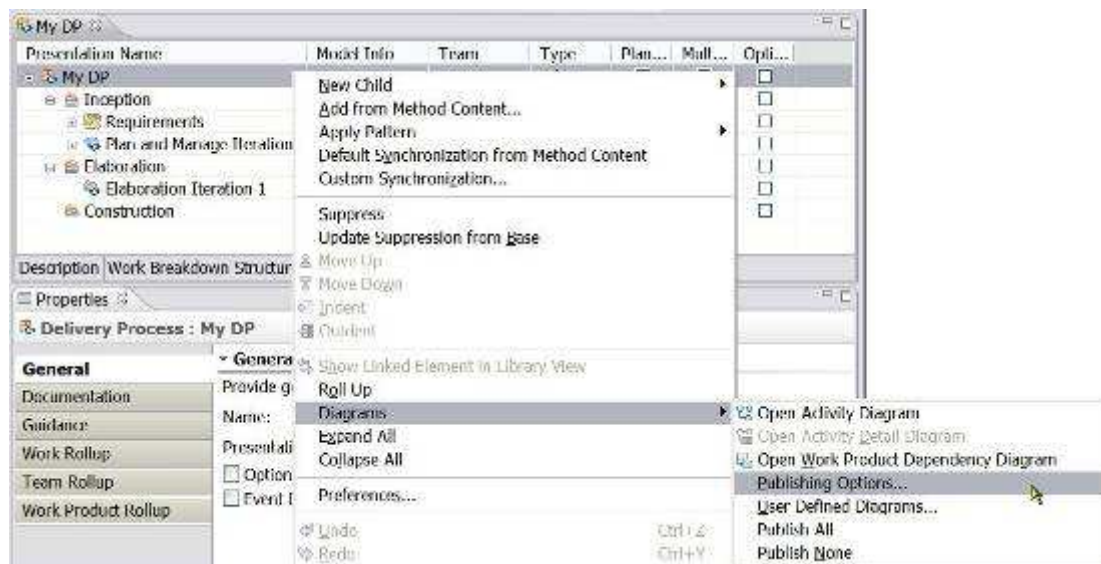 My DP
Presentation Name Model Info Team Type Plan... Mult... Opti...
My DP
Inception
Requirements
Plan and Manage Iteration
Elaboration
Elaboration Iteration 1
Construction
Description Work Breakdown Structur
New Child
Add from Method Content...
Apply Pattern
Default Synchronization from Method Content
Custom Synchronization...
Suppress
Update Suppression from Base
Move Up
Move Down
Indent
Outdent
Show Linked Element in Library View
Roll Up
Diagrams
Expand All
Collapse All
Preferences...
Undo Ctrl+Z
Redo Ctrl+Y
Properties
Delivery Process : My DP
General
Documentation
Guidance
Work Rollup
Team Rollup
Work Product Rollup
Genera
Provide g
Name:
Presentati
Option
Event D
Open Activity Diagram
Open Activity Detail Diagram
Open Work Product Dependency Diagram
Publishing Options...
User Defined Diagrams...
Publish All
Publish None